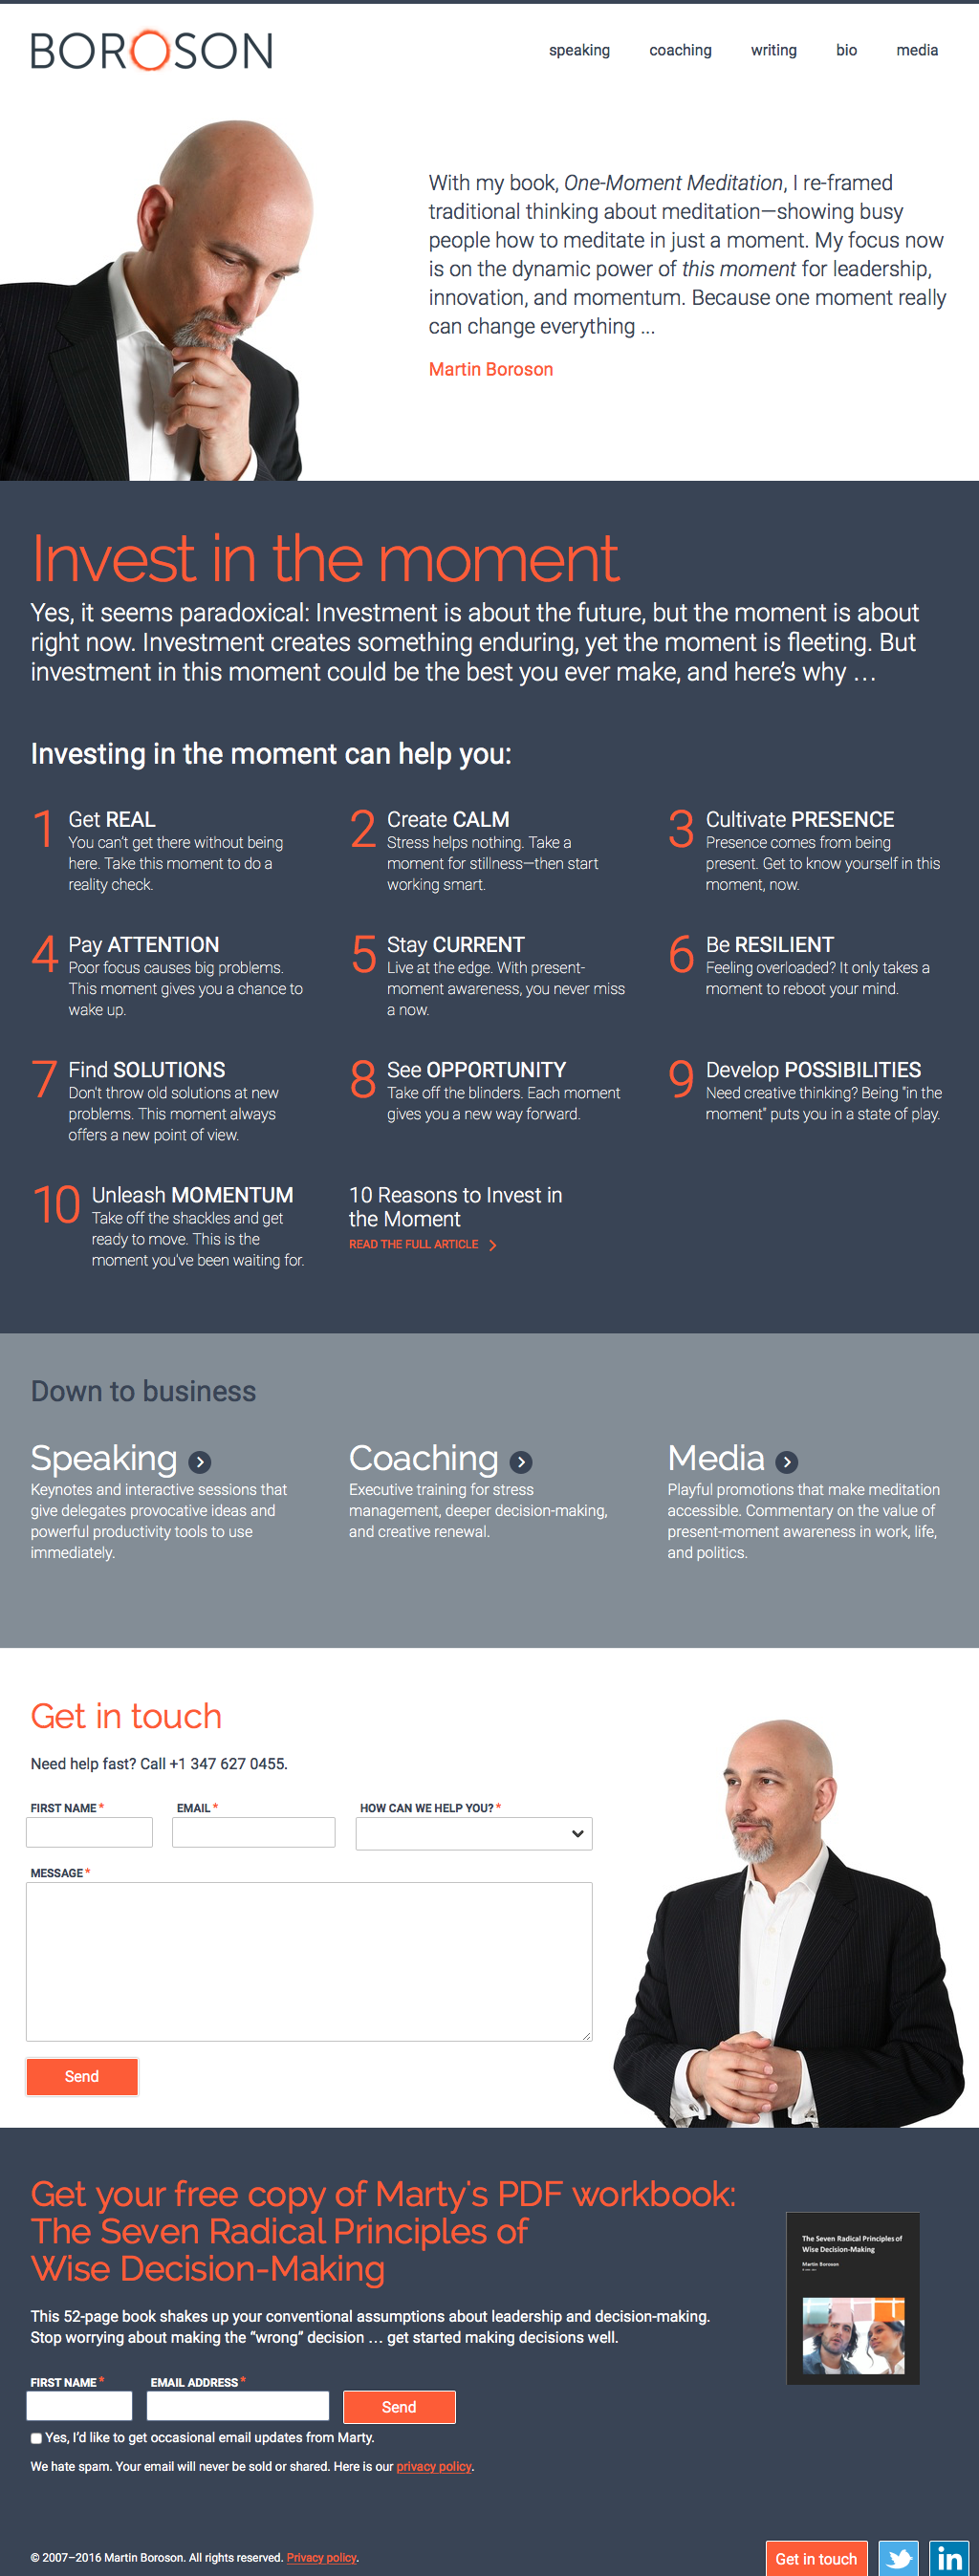 BOROSON
speaking coaching writing bio media
With my book, One-Moment Meditation, I re-framed
traditional thinking about meditation—showing busy
people how to meditate in just a moment. My focus now
is on the dynamic power of this moment for leadership,
innovation, and momentum. Because one moment really
can change everything ...
Martin Boroson
Invest in the moment
Yes, it seems paradoxical: Investment is about the future, but the moment is about
right now. Investment creates something enduring, yet the moment is fleeting. But
investment in this moment could be the best you ever make, and here’s why …
Investing in the moment can help you:
1 Get REAL
You can't get there without being
here. Take this moment to do a
reality check.
2 Create CALM
Stress helps nothing. Take a
moment for stillness—then start
working smart.
3 Cultivate PRESENCE
Presence comes from being
present. Get to know yourself in this
moment, now.
4 Pay ATTENTION
Poor focus causes big problems.
This moment gives you a chance to
wake up.
5 Stay CURRENT
Live at the edge. With present-
moment awareness, you never miss
a now.
6 Be RESILIENT
Feeling overloaded? It only takes a
moment to reboot your mind.
7 Find SOLUTIONS
Don't throw old solutions at new
problems. This moment always
offers a new point of view.
8 See OPPORTUNITY
Take off the blinders. Each moment
gives you a new way forward.
9 Develop POSSIBILITIES
Need creative thinking? Being "in the
moment" puts you in a state of play.
10 Unleash MOMENTUM
Take off the shackles and get
ready to move. This is the
moment you've been waiting for.
10 Reasons to Invest in
the Moment
READ THE FULL ARTICLE >
Down to business
Speaking
Keynotes and interactive sessions that
give delegates provocative ideas and
powerful productivity tools to use
immediately.
Coaching
Executive training for stress
management, deeper decision-making,
and creative renewal.
Media
Playful promotions that make meditation
accessible. Commentary on the value of
present-moment awareness in work, life,
and politics.
Get in touch
Need help fast? Call +1 347 627 0455.
FIRST NAME * EMAIL * HOW CAN WE HELP YOU? *
MESSAGE *
Send
Get your free copy of Marty's PDF workbook:
The Seven Radical Principles of
Wise Decision-Making
The Seven Radical Principles of
Wise Decision-Making
Martin Boroson
This 52-page book shakes up your conventional assumptions about leadership and decision-making.
Stop worrying about making the “wrong” decision … get started making decisions well.
FIRST NAME * EMAIL ADDRESS *
Send
Yes, I'd like to get occasional email updates from Marty.
We hate spam. Your email will never be sold or shared. Here is our privacy policy.
© 2007–2016 Martin Boroson. All rights reserved. Privacy policy.
Get in touch
in